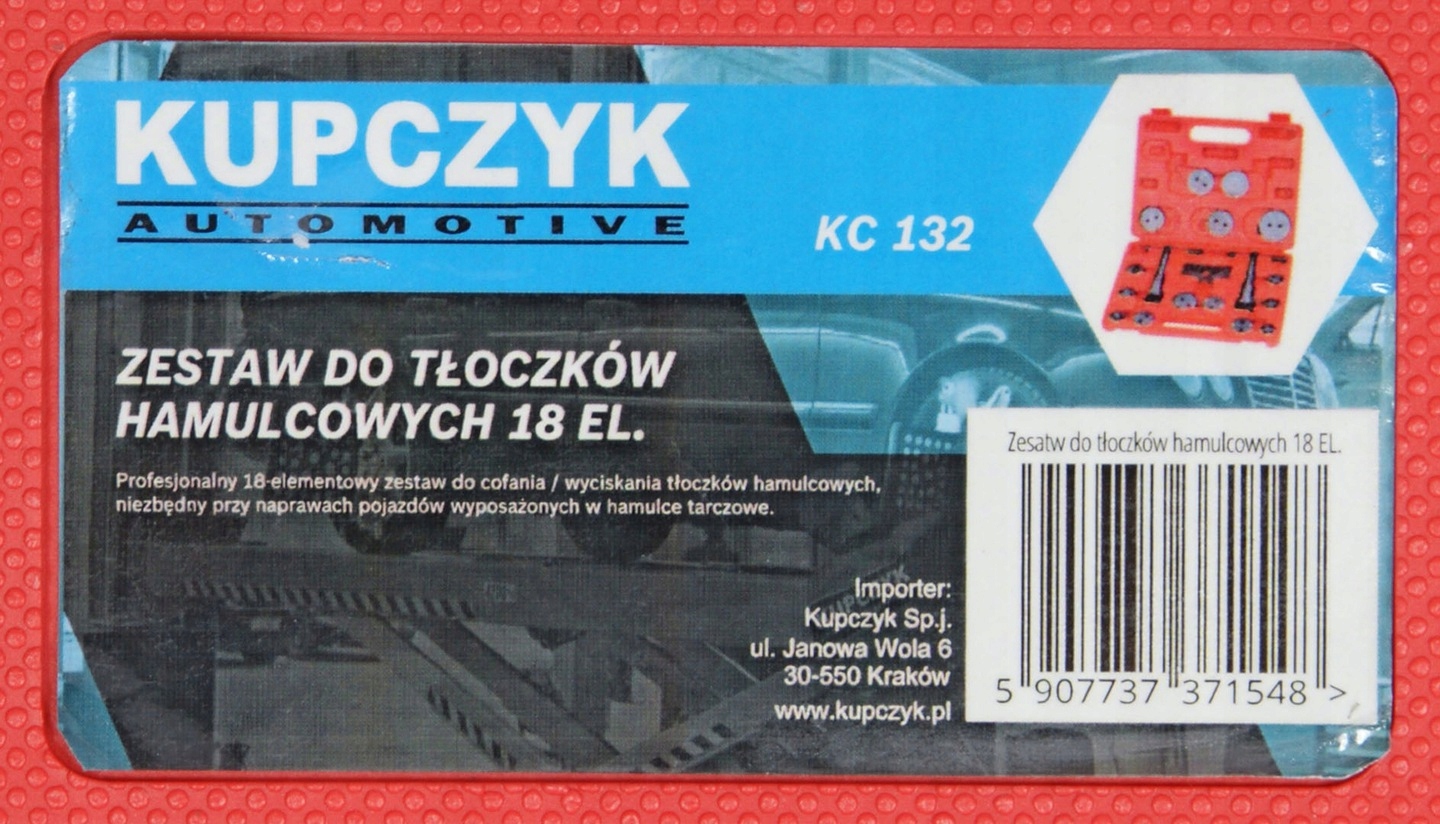 KUPCZYK
AUTOMOTIVE
KC 132
ZESTAW DO TŁOCZKÓW
HAMULCOWYCH 18 EL.
Profesjonalny 18-elementowy zestaw do cofania / wyciskania tłoczków hamulcowych,
niezbędny przy naprawach pojazdów wyposażonych w hamulce tarczowe.
Importer:
Kupczyk Sp.j.
ul. Janowa Wola 6
30-550 Kraków
www.kupczyk.pl
Zesatw do tłoczków hamulcowych 18 EL.
5 907737 371548 >
KUPCZYK